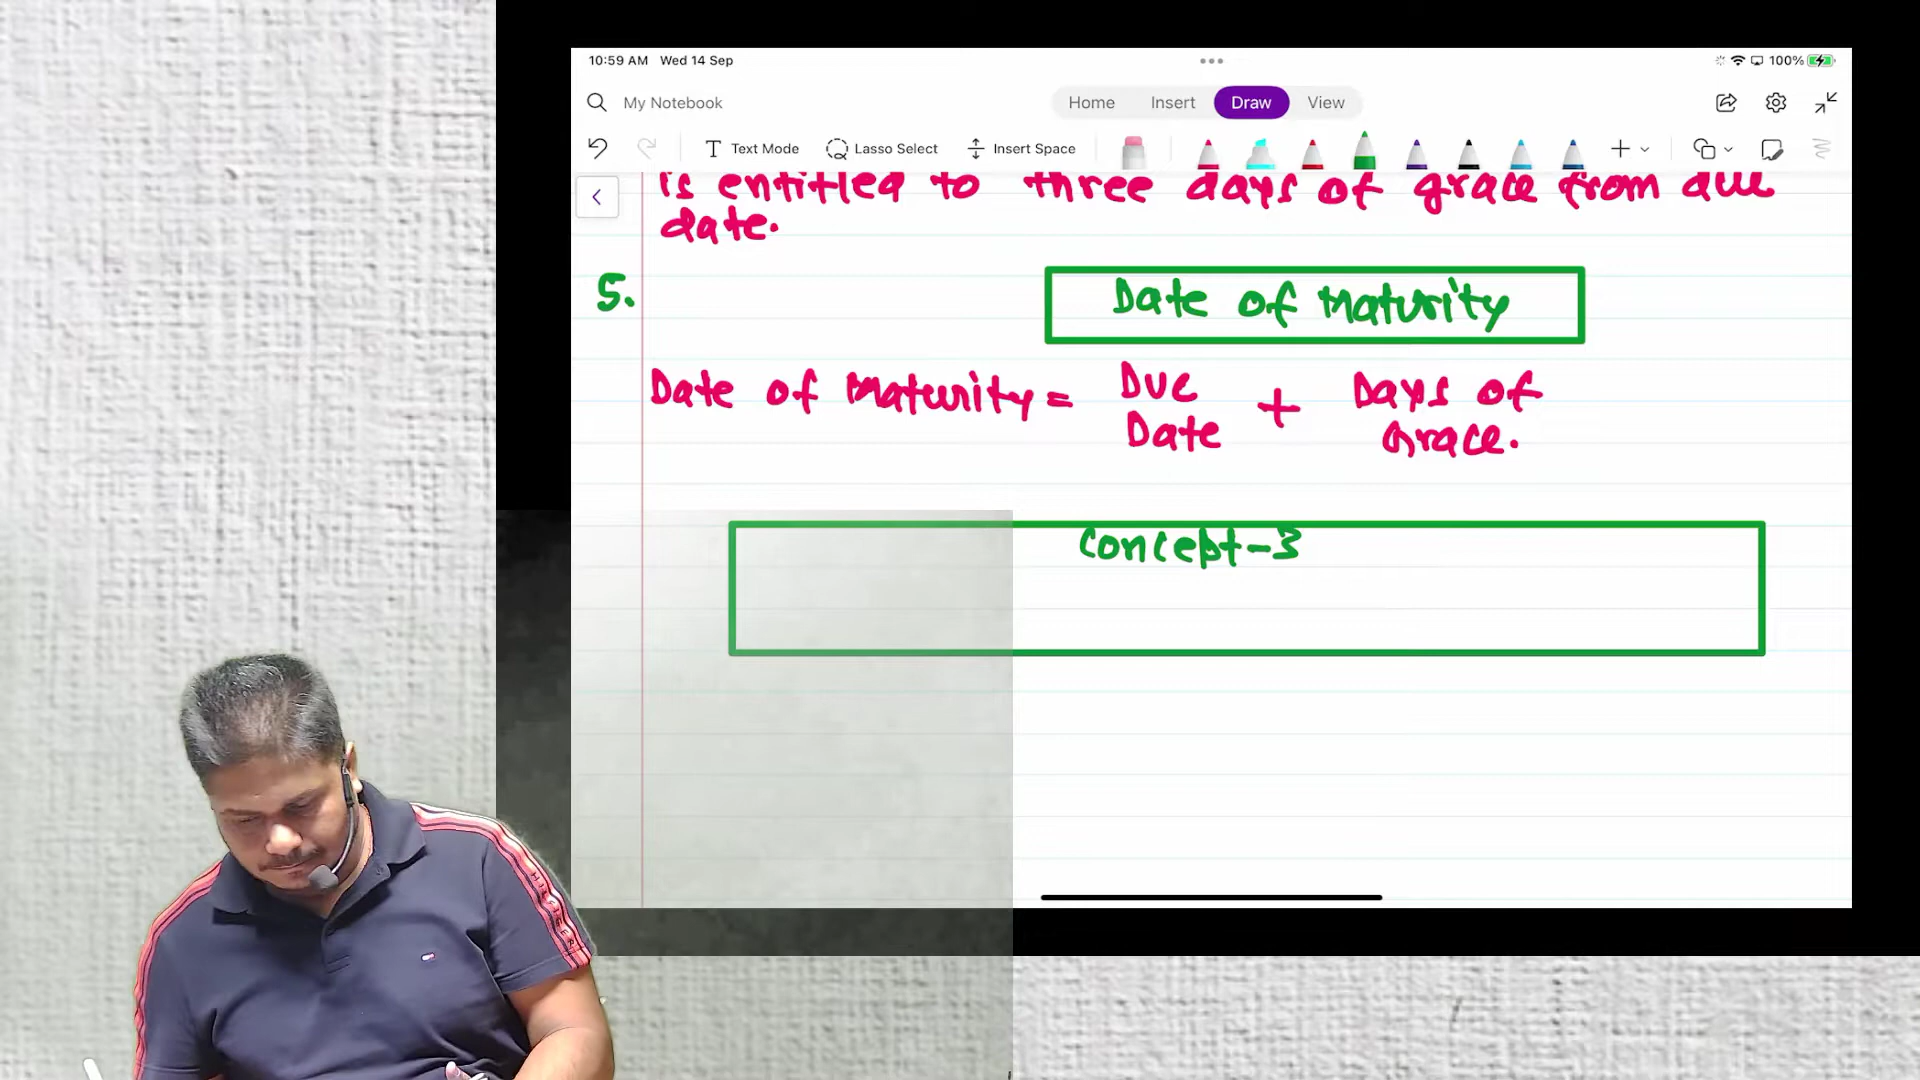 10:59 AM Wed 14 Sep
100%
My Notebook
Home Insert Draw View
Text Mode Lasso Select Insert Space
is entitled to three days of grace from due
date.
5. Date of Maturity
Date of Maturity = Due Date + Days of Grace.
Concept-3